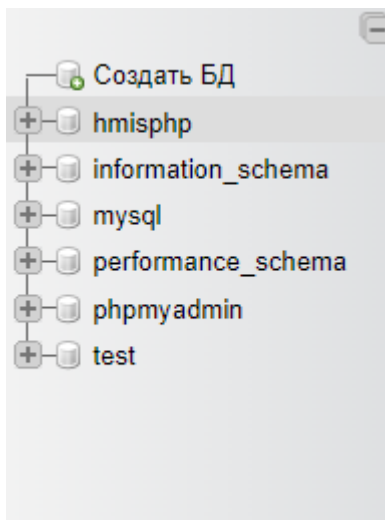 Создать БД
hmisphp
information_schema
mysql
performance_schema
phpmyadmin
test